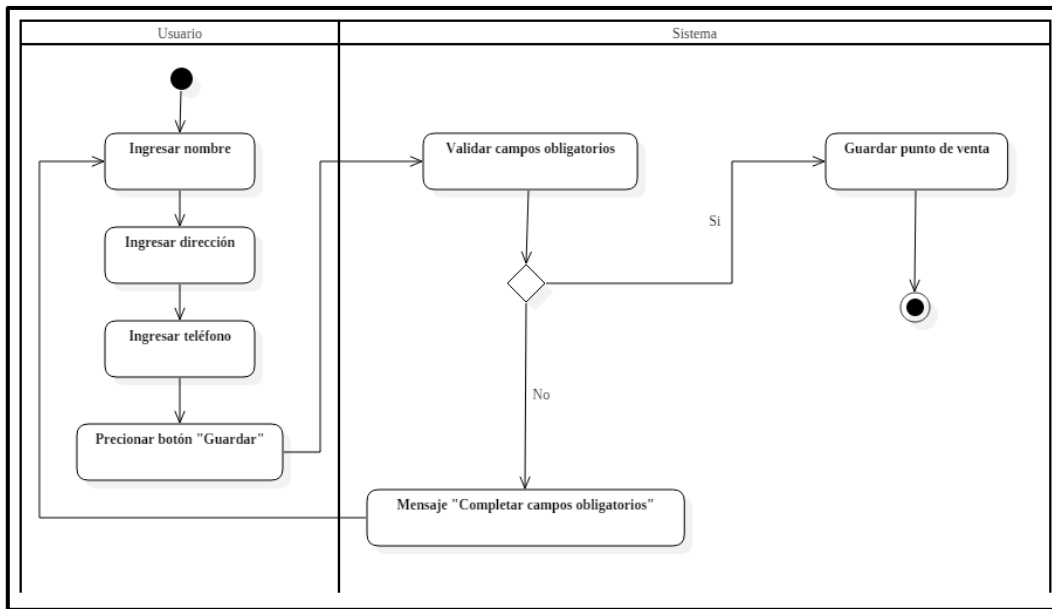 Usuario
Sistema
Ingresar nombre
Validar campos obligatorios
Guardar punto de venta
Si
Ingresar dirección
Ingresar teléfono
No
Precionar botón "Guardar"
Mensaje "Completar campos obligatorios"